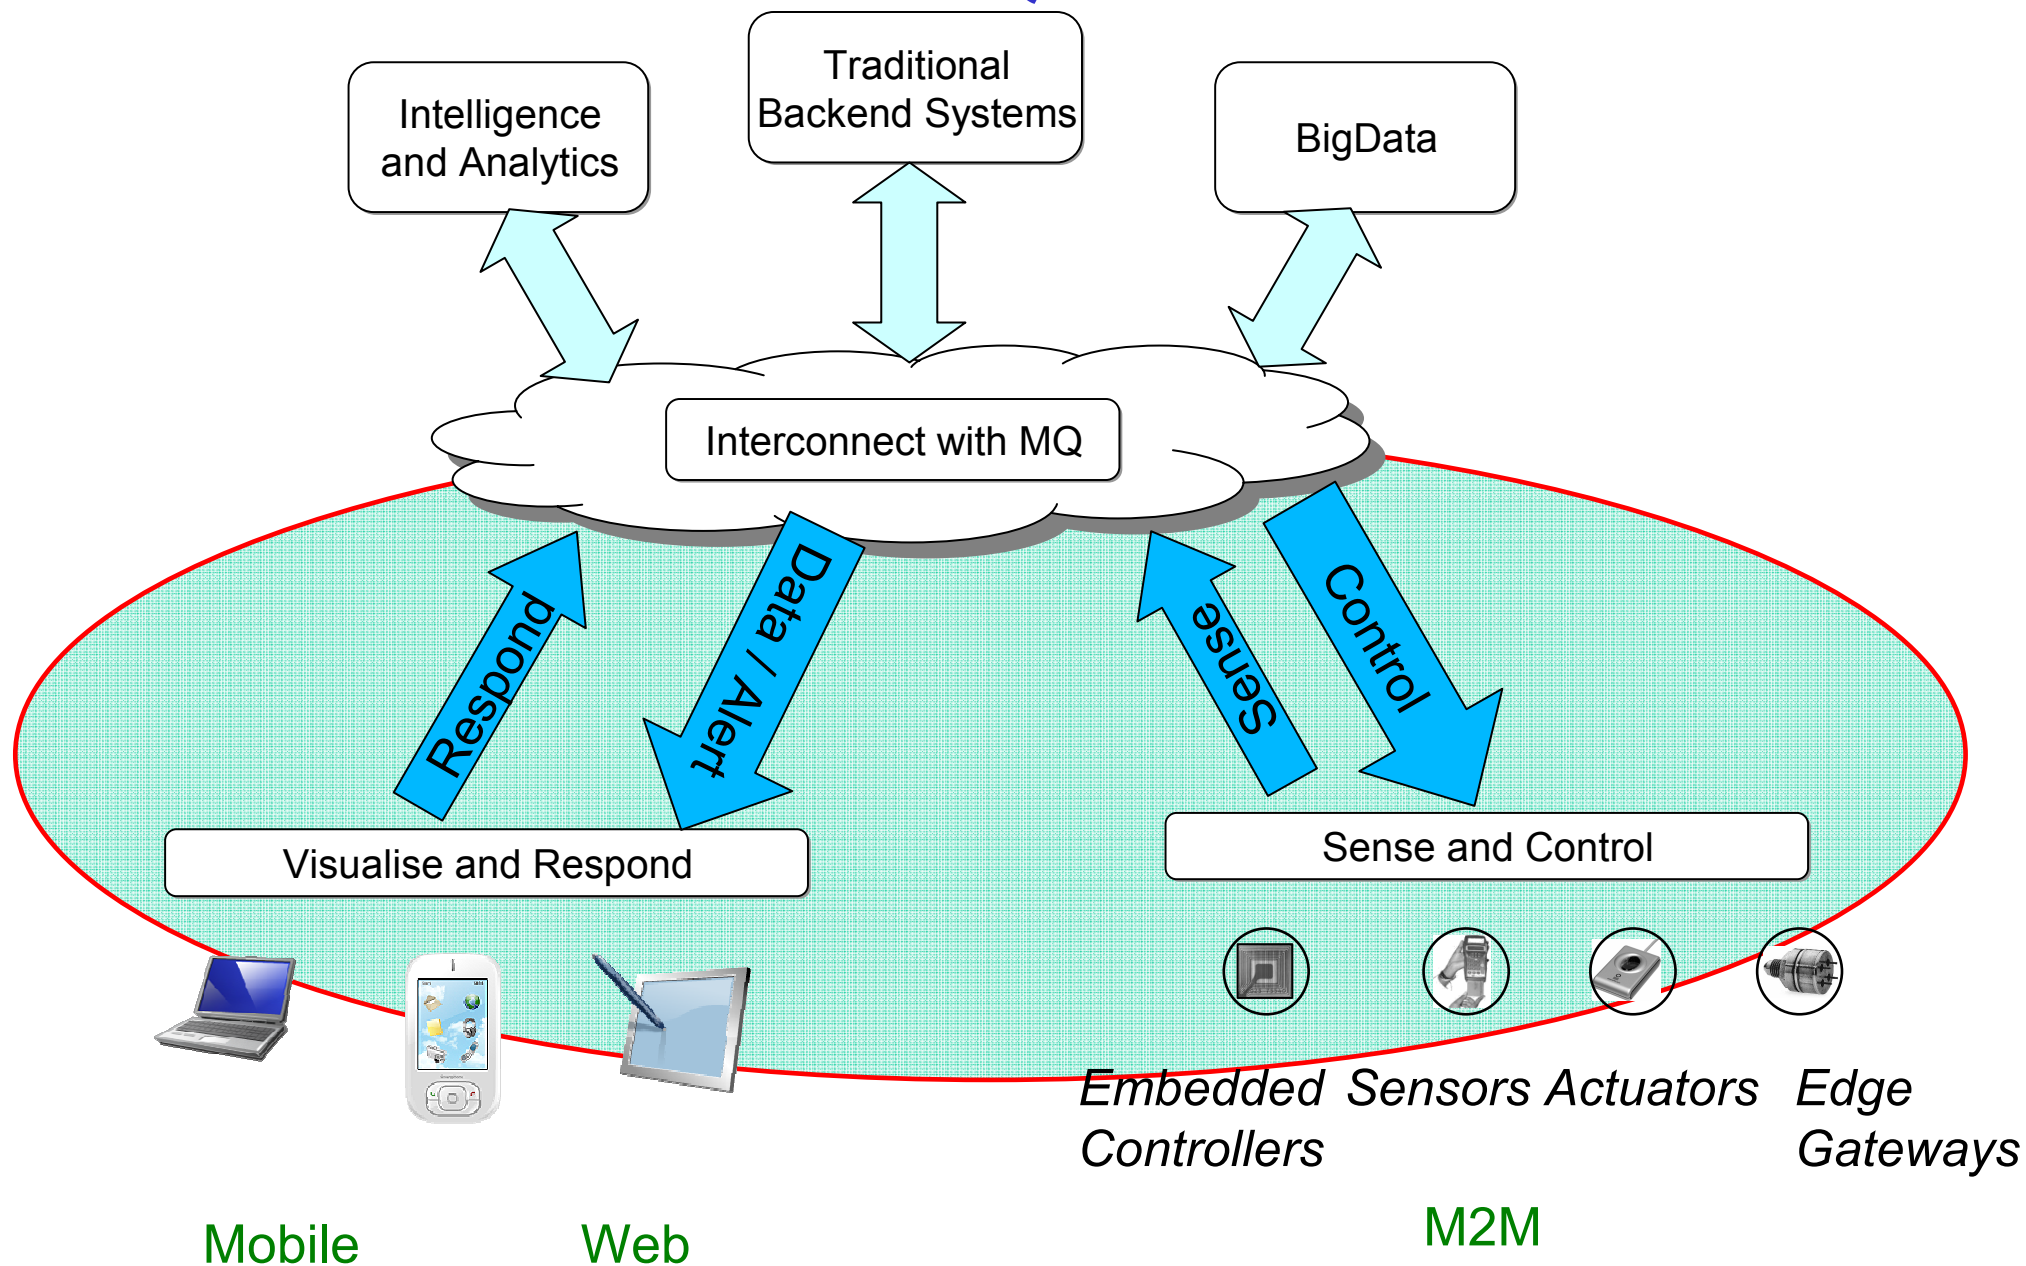 Traditional
Backend Systems
Intelligence
and Analytics
BigData
Interconnect with MQ
Respond
Data / Alert
Sense
Control
Visualise and Respond
Sense and Control
Embedded Controllers
Sensors
Actuators
Edge
Gateways
Mobile
Web
M2M